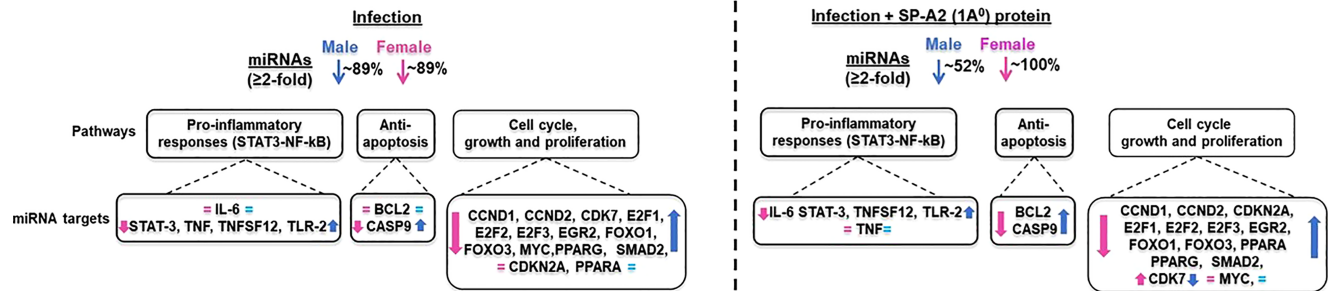 Infection
Male Female
miRNAs
(≥2-fold)
~89% ~89%
Pathways
Pro-inflammatory
responses (STAT3-NF-kB)
Anti-
apoptosis
Cell cycle,
growth and proliferation
miRNA targets
= IL-6 =
STAT-3, TNF, TNFSF12, TLR-2
= BCL2 =
CASP9
CCND1, CCND2, CDK7, E2F1,
E2F2, E2F3, EGR2, FOXO1,
FOXO3, MYC,PPARG, SMAD2,
= CDKN2A, PPARA =
Infection + SP-A2 (1A⁰) protein
Male Female
miRNAs
(≥2-fold)
~52% ~100%
Pro-inflammatory
responses (STAT3-NF-kB)
Anti-
apoptosis
Cell cycle
growth and proliferation
IL-6 STAT-3, TNFSF12, TLR-2
= TNF=
BCL2
CASP9
CCND1, CCND2, CDKN2A,
E2F1, E2F2, E2F3, EGR2,
FOXO1, FOXO3, PPARA
PPARG, SMAD2,
CDK7 = MYC, =